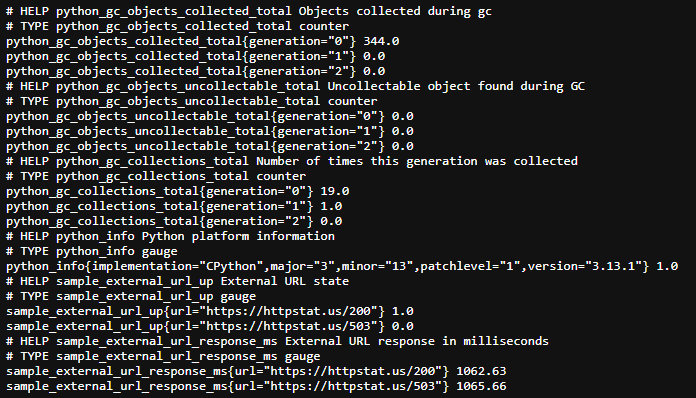 # HELP python_gc_objects_collected_total Objects collected during gc
# TYPE python_gc_objects_collected_total counter
python_gc_objects_collected_total{generation="0"} 344.0
python_gc_objects_collected_total{generation="1"} 0.0
python_gc_objects_collected_total{generation="2"} 0.0
# HELP python_gc_objects_uncollectable_total Uncollectable object found during GC
# TYPE python_gc_objects_uncollectable_total counter
python_gc_objects_uncollectable_total{generation="0"} 0.0
python_gc_objects_uncollectable_total{generation="1"} 0.0
python_gc_objects_uncollectable_total{generation="2"} 0.0
# HELP python_gc_collections_total Number of times this generation was collected
# TYPE python_gc_collections_total counter
python_gc_collections_total{generation="0"} 19.0
python_gc_collections_total{generation="1"} 1.0
python_gc_collections_total{generation="2"} 0.0
# HELP python_info Python platform information
# TYPE python_info gauge
python_info{implementation="CPython",major="3",minor="13",patchlevel="1",version="3.13.1"} 1.0
# HELP sample_external_url_up External URL state
# TYPE sample_external_url_up gauge
sample_external_url_up{url="https://httpstat.us/200"} 1.0
sample_external_url_up{url="https://httpstat.us/503"} 0.0
# HELP sample_external_url_response_ms External URL response in milliseconds
# TYPE sample_external_url_response_ms gauge
sample_external_url_response_ms{url="https://httpstat.us/200"} 1062.63
sample_external_url_response_ms{url="https://httpstat.us/503"} 1065.66